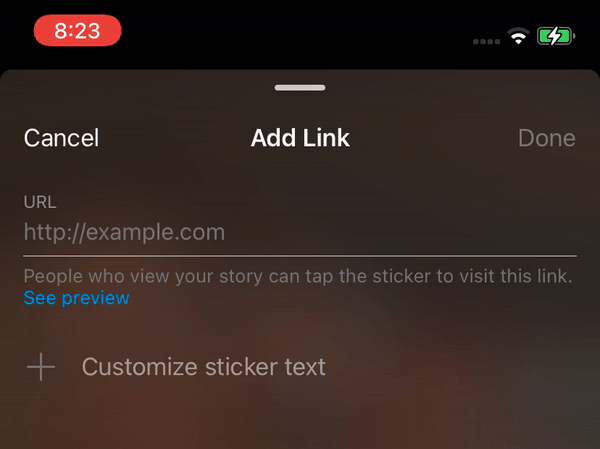 8:23
Cancel Add Link Done
URL
http://example.com
People who view your story can tap the sticker to visit this link.
See preview
Customize sticker text